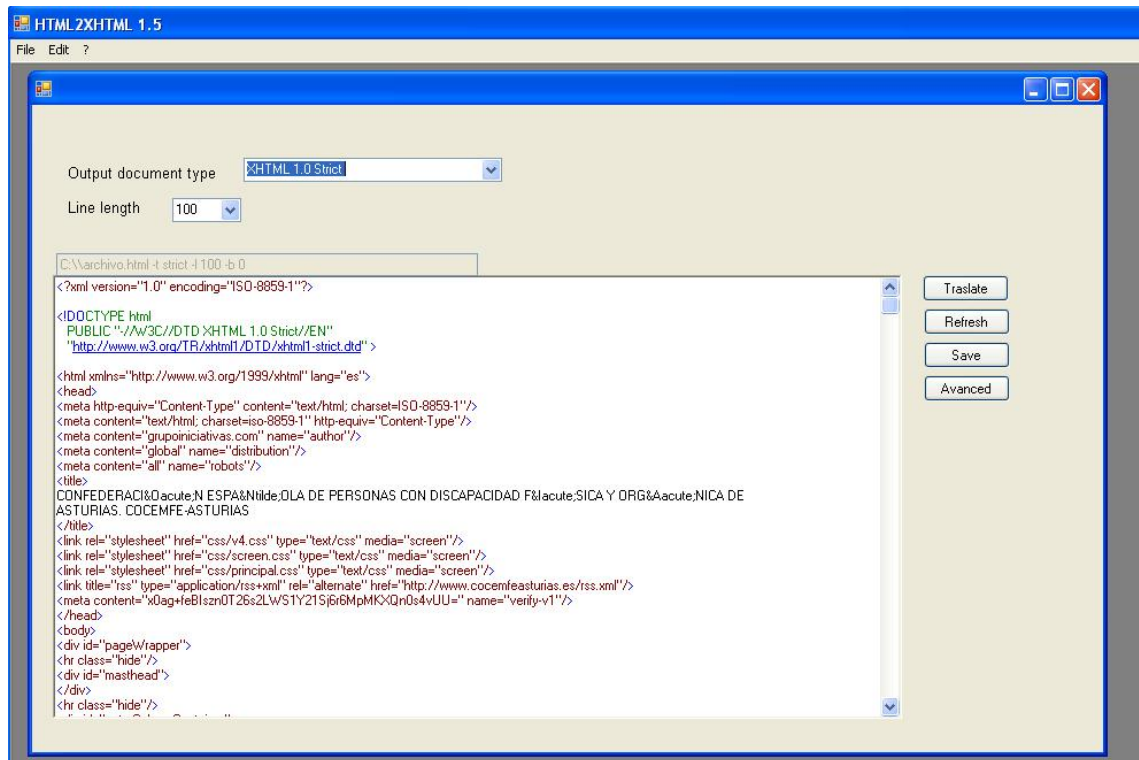 HTML2XHTML 1.5
File Edit ?
Output document type XHTML 1.0 Strict
Line length 100
C:\\archivo.html -t strict -l 100 -b 0
<?xml version="1.0" encoding="ISO-8859-1"?>
<!DOCTYPE html
PUBLIC "-//W3C//DTD XHTML 1.0 Strict//EN"
"http://www.w3.org/TR/xhtml1/DTD/xhtml1-strict.dtd" >
<html xmlns="http://www.w3.org/1999/xhtml" lang="es">
<head>
<meta http-equiv="Content-Type" content="text/html; charset=ISO-8859-1"/>
<meta content="text/html; charset=iso-8859-1" http-equiv="Content-Type"/>
<meta content="grupoiniciativas.com" name="author"/>
<meta content="global" name="distribution"/>
<meta content="all" name="robots"/>
<title>
CONFEDERACI&Oacute;N ESPA&Ntilde;OLA DE PERSONAS CON DISCAPACIDAD F&Iacute;SICA Y ORG&Aacute;NICA DE
ASTURIAS. COCEMFE-ASTURIAS
</title>
<link rel="stylesheet" href="css/v4.css" type="text/css" media="screen"/>
<link rel="stylesheet" href="css/screen.css" type="text/css" media="screen"/>
<link rel="stylesheet" href="css/principal.css" type="text/css" media="screen"/>
<link title="rss" type="application/rss+xml" rel="alternate" href="http://www.cocemfeasturias.es/rss.xml"/>
<meta content="x0ag+feBIszn0T26s2LWS1Y21Sj6r6MpMKXQn0s4vUU=" name="verify-v1"/>
</head>
<body>
<div id="pageWrapper">
<hr class="hide"/>
<div id="masthead">
</div>
<hr class="hide"/>
Traslate
Refresh
Save
Avanced